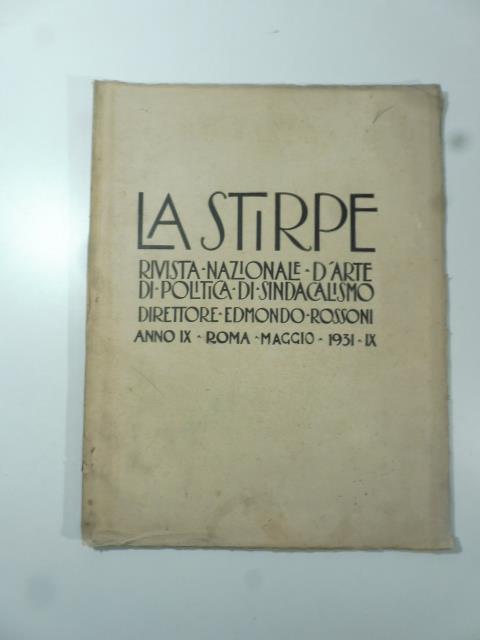 LA STiRPE
RIVISTA·NAZIONALE·D'ARTE
DI·POLITICA·DI·SINDACALISMO
DIRETTORE·EDMONDO·ROSSONI
ANNO IX - ROMA - MAGGIO - 1931 - IX